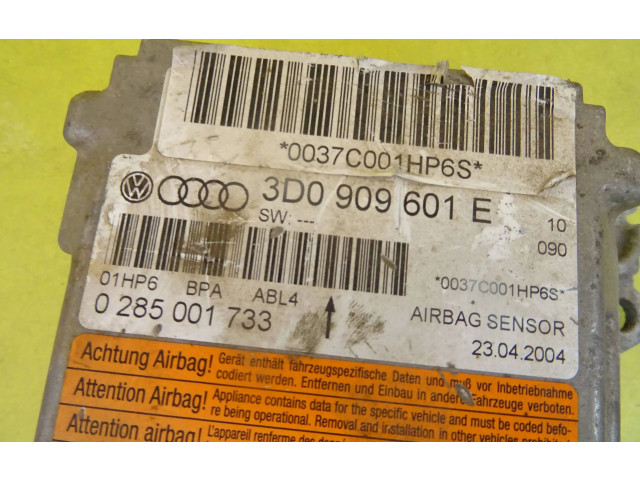 *0037C001HP6S*
3D0 909 601 E
SW: ---
10
090
01HP6 BPA ABL4
*0037C001HP6S*
0 285 001 733
AIRBAG SENSOR
23.04.2004
Achtung Airbag! Gerät enthält fahrzeugspezifische Daten und muß vor Inbetriebnahme
codiert werden. Entfernen und Einbau in andere Fahrzeuge verboten.
Attention Airbag! Appliance contains data for the specific vehicle and must be coded befo-
re being operational. Removal and installation in other vehicles prohibited
Attention airbag! L'appareil renferme des